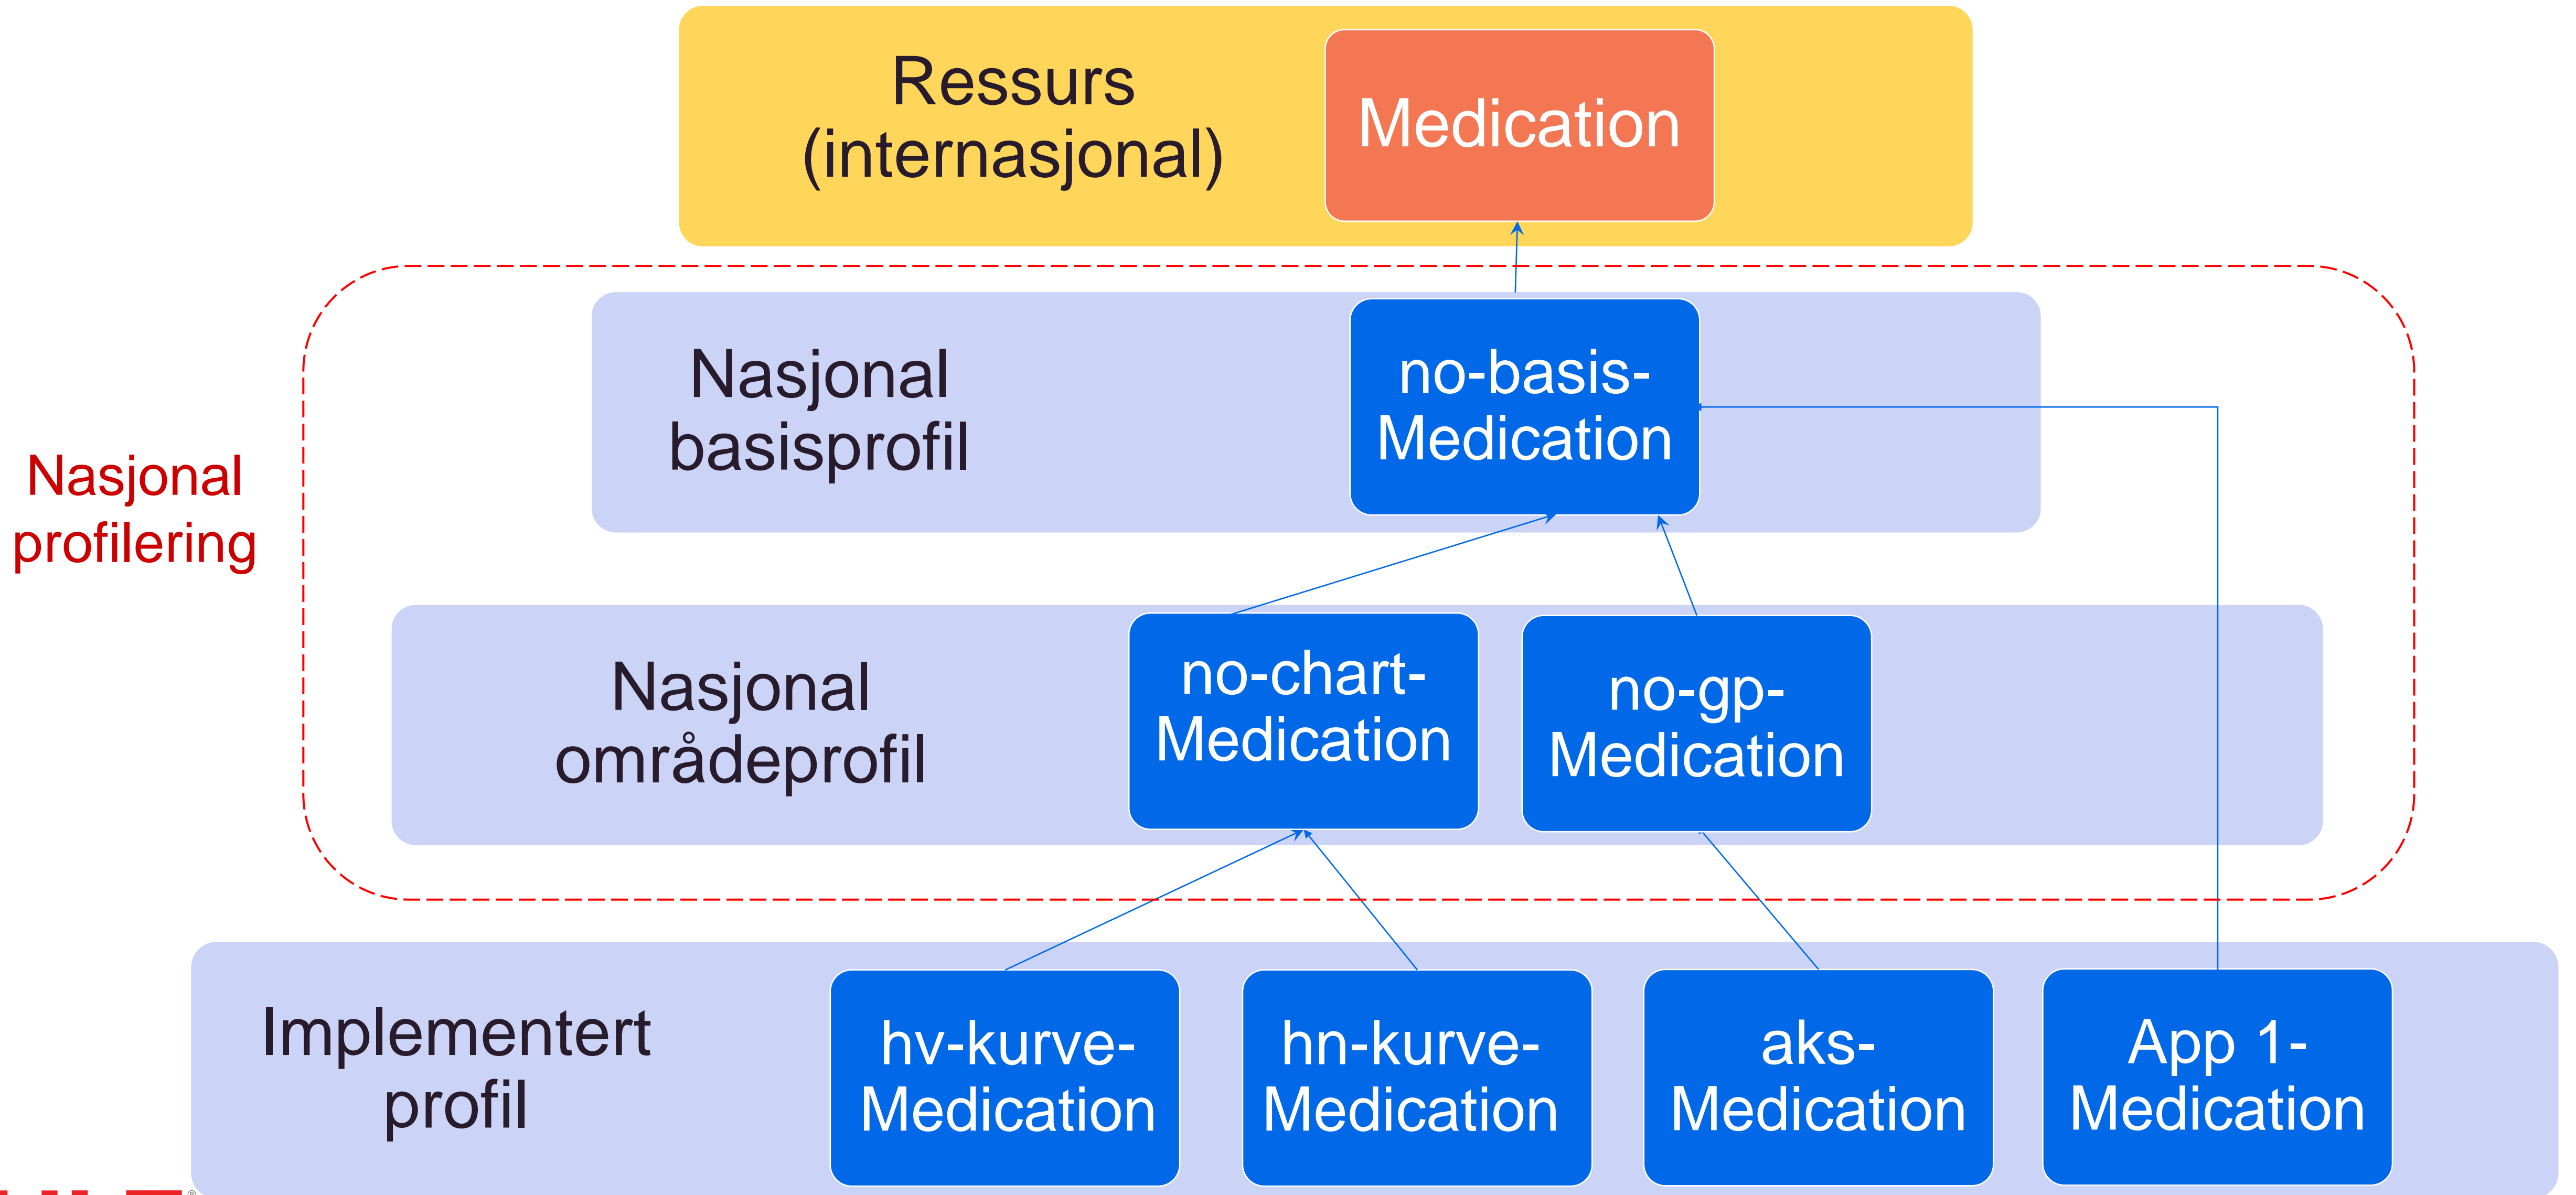 Ressurs
(internasjonal)
Medication
Nasjonal
profilering
Nasjonal
basisprofil
no-basis-
Medication
Nasjonal
områdeprofil
no-chart-
Medication
no-gp-
Medication
Implementert
profil
hv-kurve-
Medication
hn-kurve-
Medication
aks-
Medication
App 1-
Medication
®